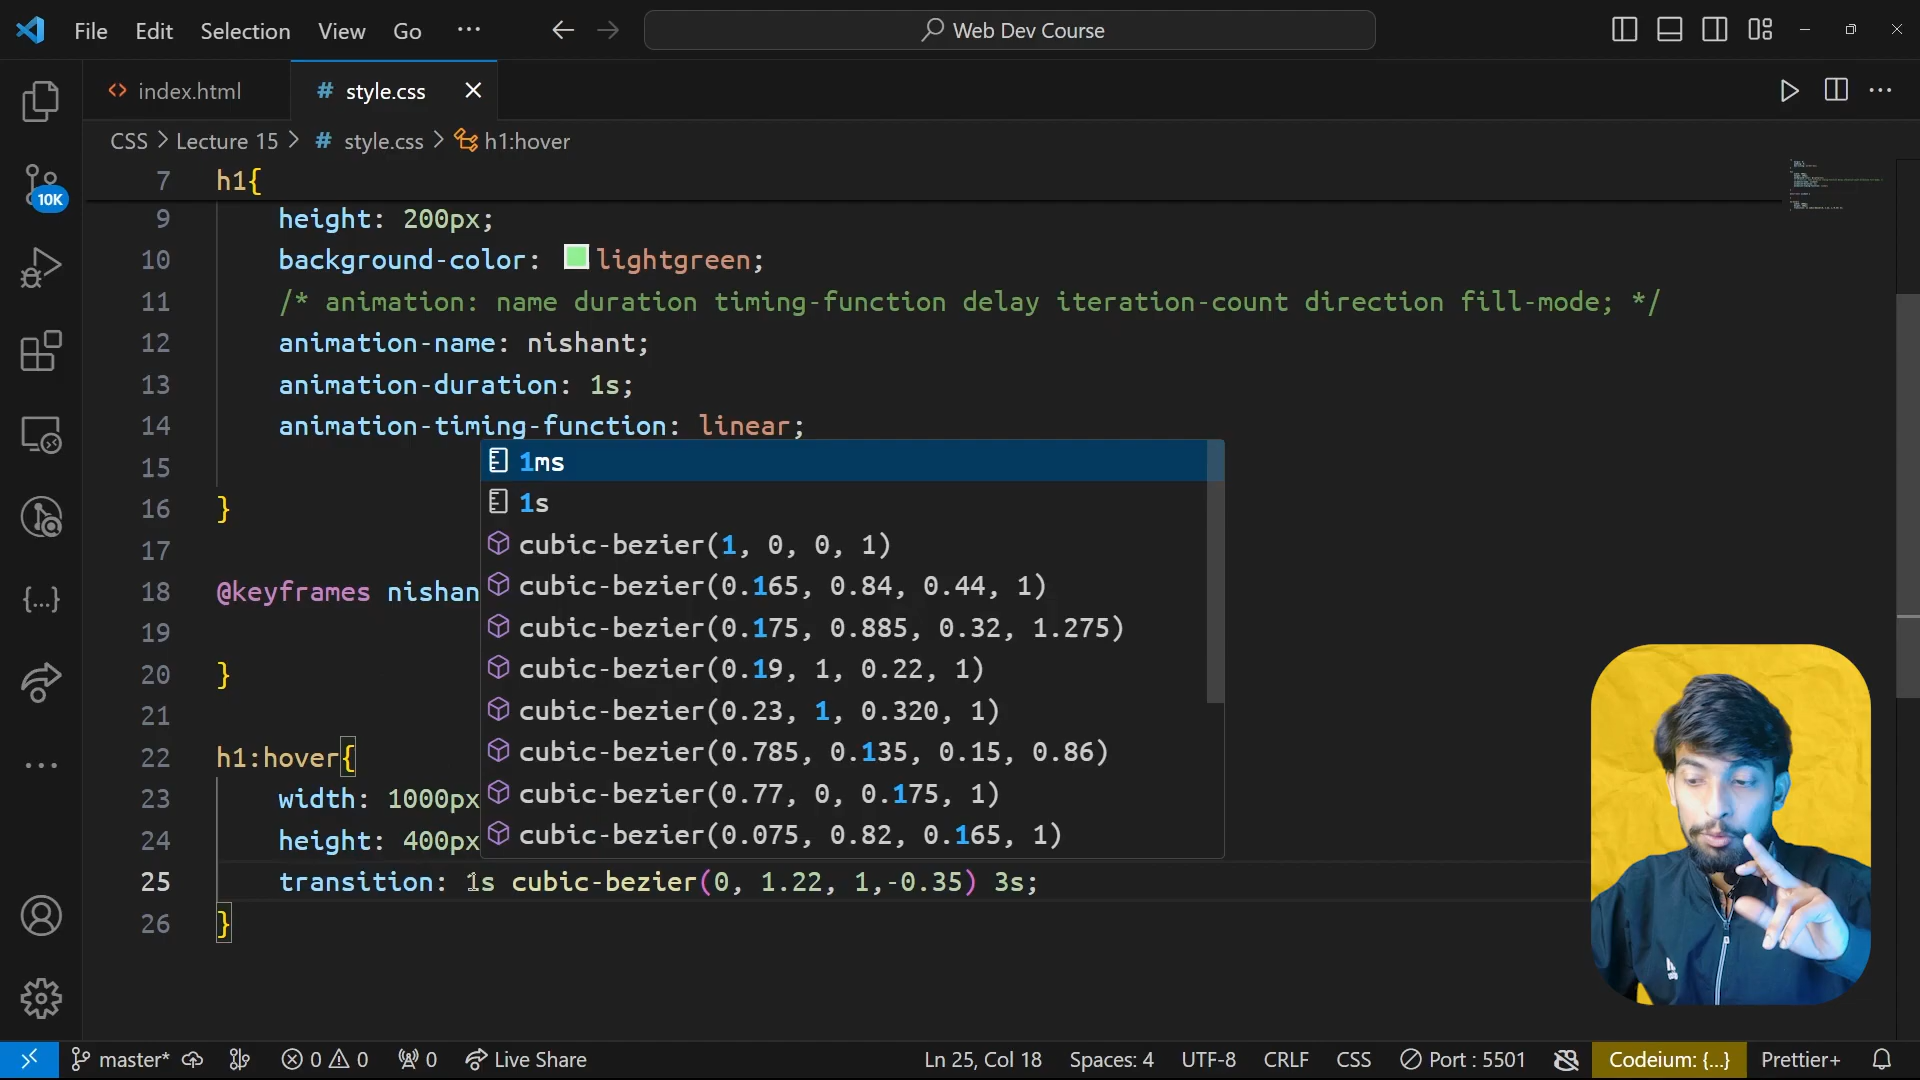 File Edit Selection View Go ··· Web Dev Course
index.html # style.css
CSS > Lecture 15 > # style.css > h1:hover
7 h1{
9 height: 200px;
10 background-color: lightgreen;
11 /* animation: name duration timing-function delay iteration-count direction fill-mode; */
12 animation-name: nishant;
13 animation-duration: 1s;
14 animation-timing-function: linear;
15
16 }
17
18 @keyframes nishan
19
20 }
21
22 h1:hover{
23 width: 1000px
24 height: 400px
25 transition: 1s cubic-bezier(0, 1.22, 1,-0.35) 3s;
26 }
1ms
1s
cubic-bezier(1, 0, 0, 1)
cubic-bezier(0.165, 0.84, 0.44, 1)
cubic-bezier(0.175, 0.885, 0.32, 1.275)
cubic-bezier(0.19, 1, 0.22, 1)
cubic-bezier(0.23, 1, 0.320, 1)
cubic-bezier(0.785, 0.135, 0.15, 0.86)
cubic-bezier(0.77, 0, 0.175, 1)
cubic-bezier(0.075, 0.82, 0.165, 1)
10K
master* 0 0 0 Live Share Ln 25, Col 18 Spaces: 4 UTF-8 CRLF CSS Port : 5501 Codeium: {...} Prettier+